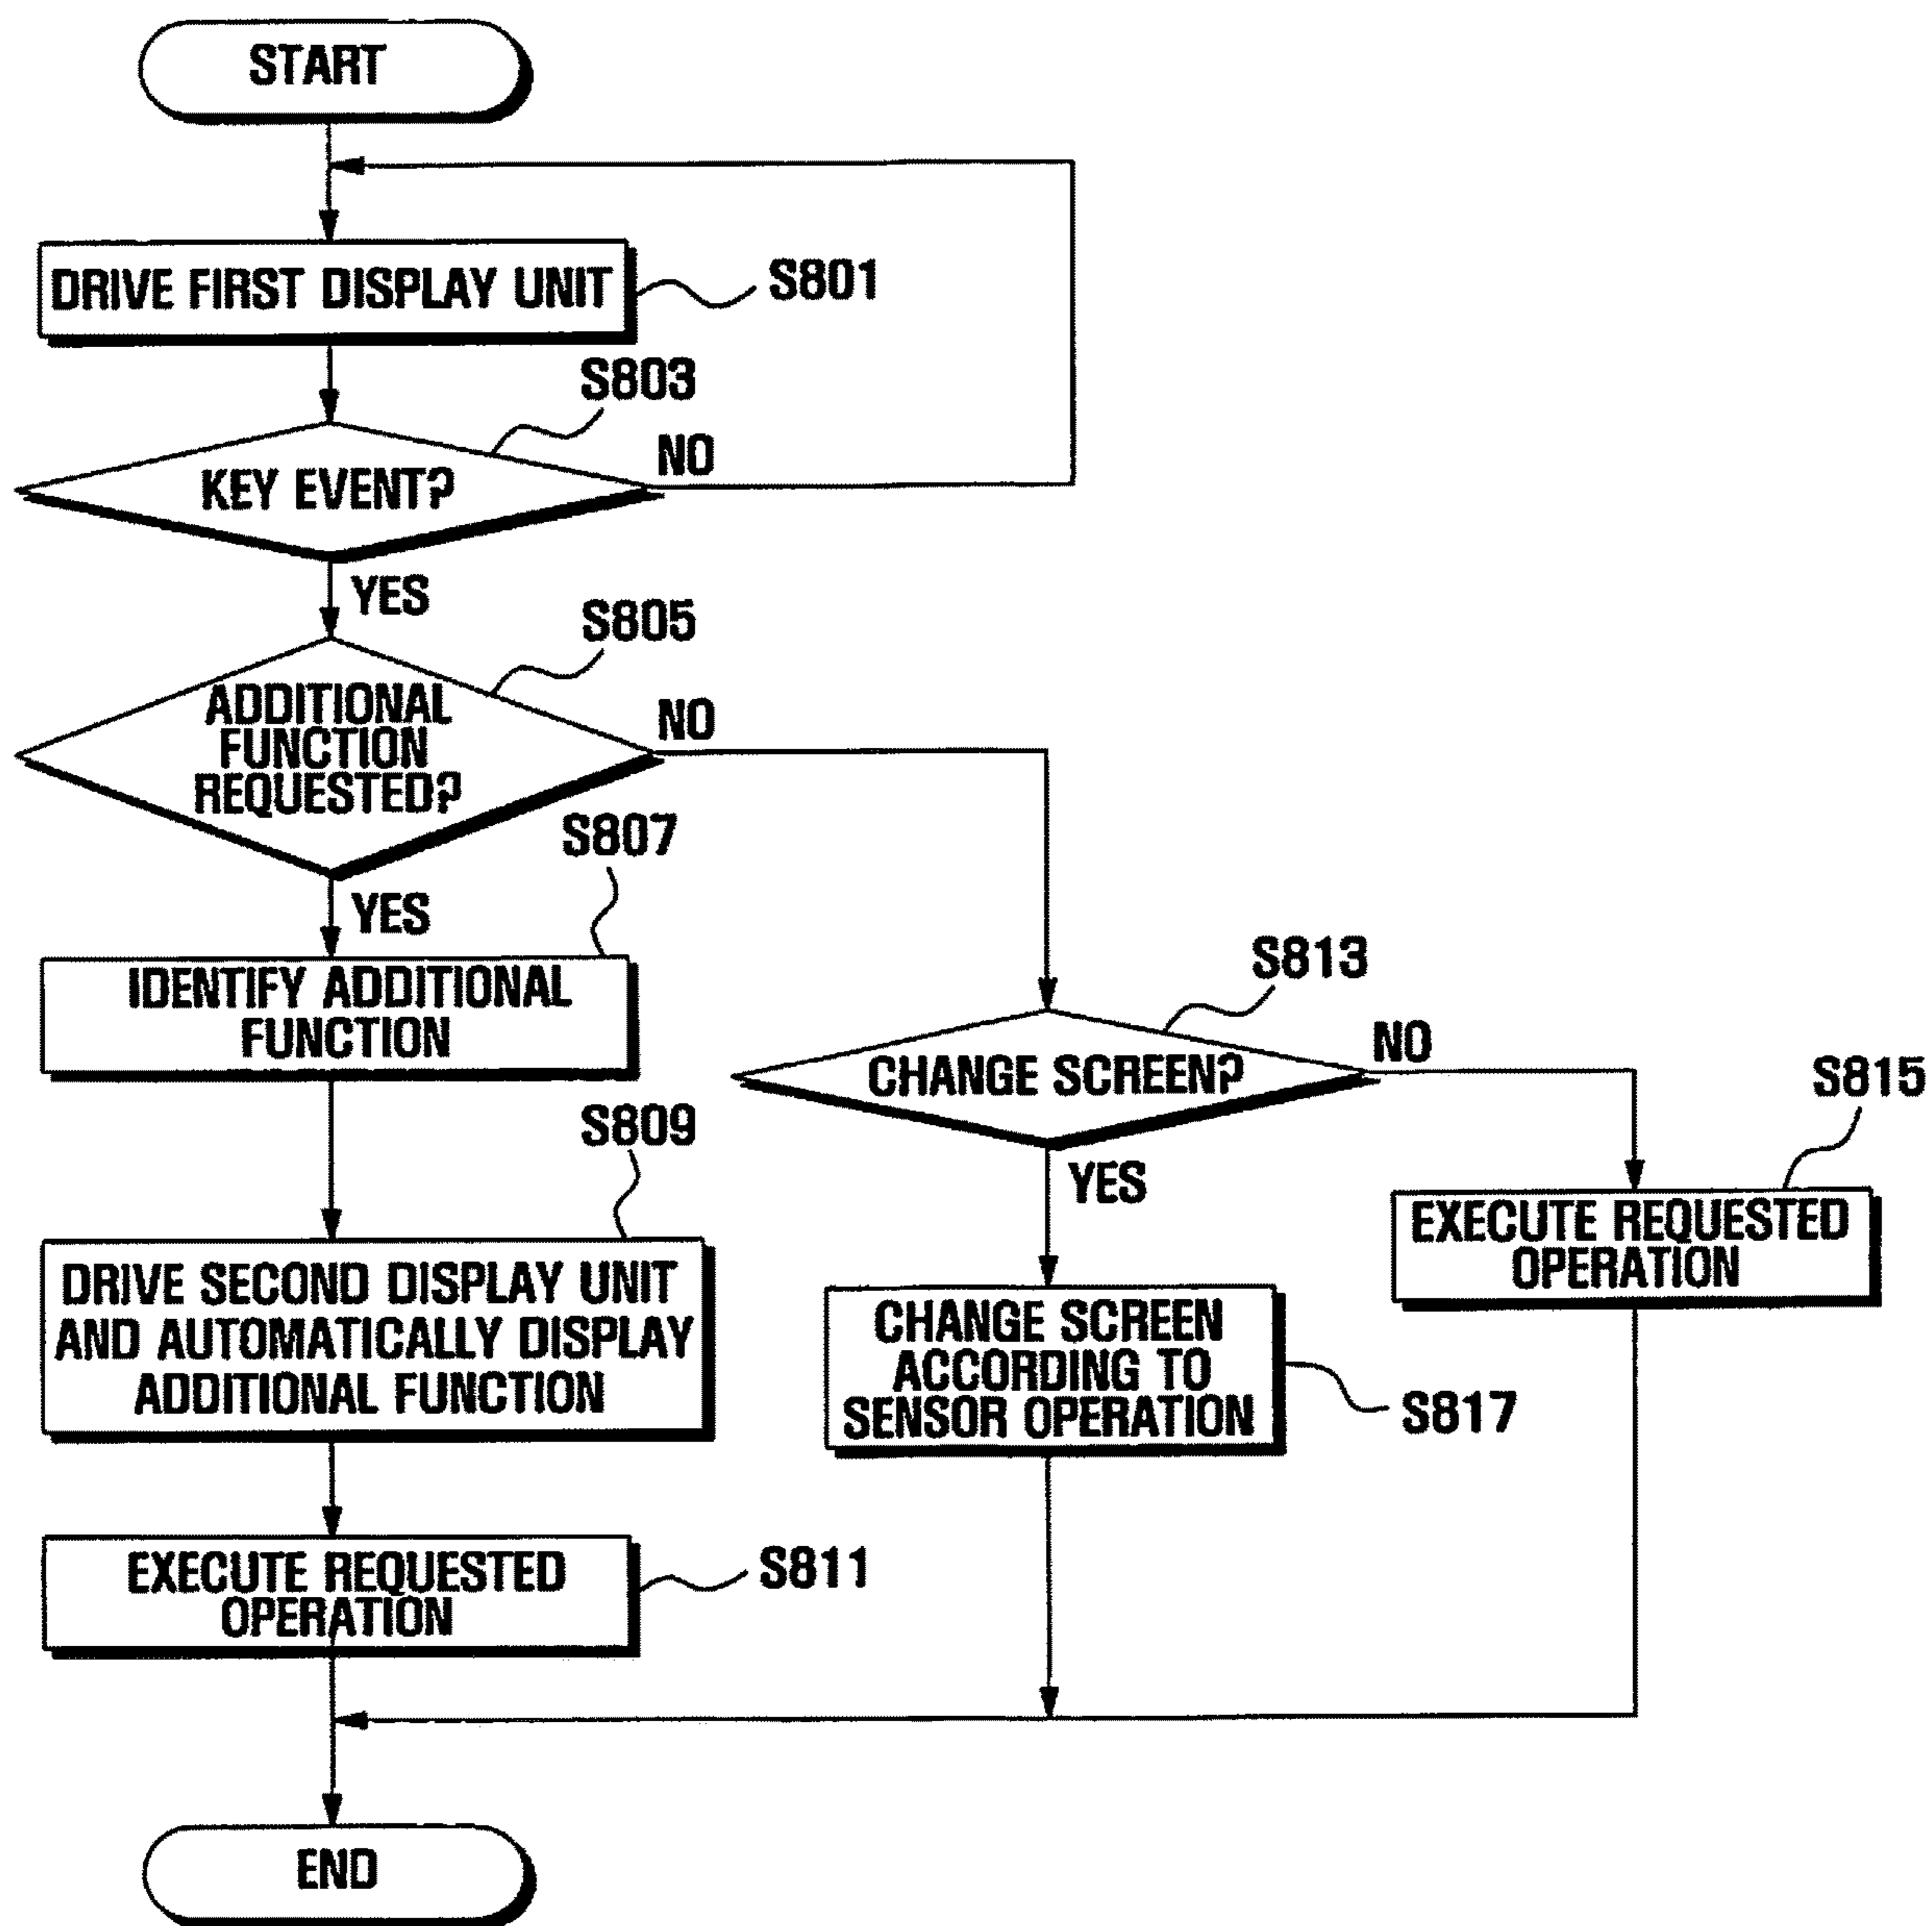 START
DRIVE FIRST DISPLAY UNIT
S801
S803
KEY EVENT?
NO
YES
S805
ADDITIONAL
FUNCTION
REQUESTED?
NO
S807
YES
IDENTIFY ADDITIONAL
FUNCTION
S813
CHANGE SCREEN?
NO
S815
S809
YES
EXECUTE REQUESTED
OPERATION
DRIVE SECOND DISPLAY UNIT
AND AUTOMATICALLY DISPLAY
ADDITIONAL FUNCTION
CHANGE SCREEN
ACCORDING TO
SENSOR OPERATION
S817
EXECUTE REQUESTED
OPERATION
S811
END